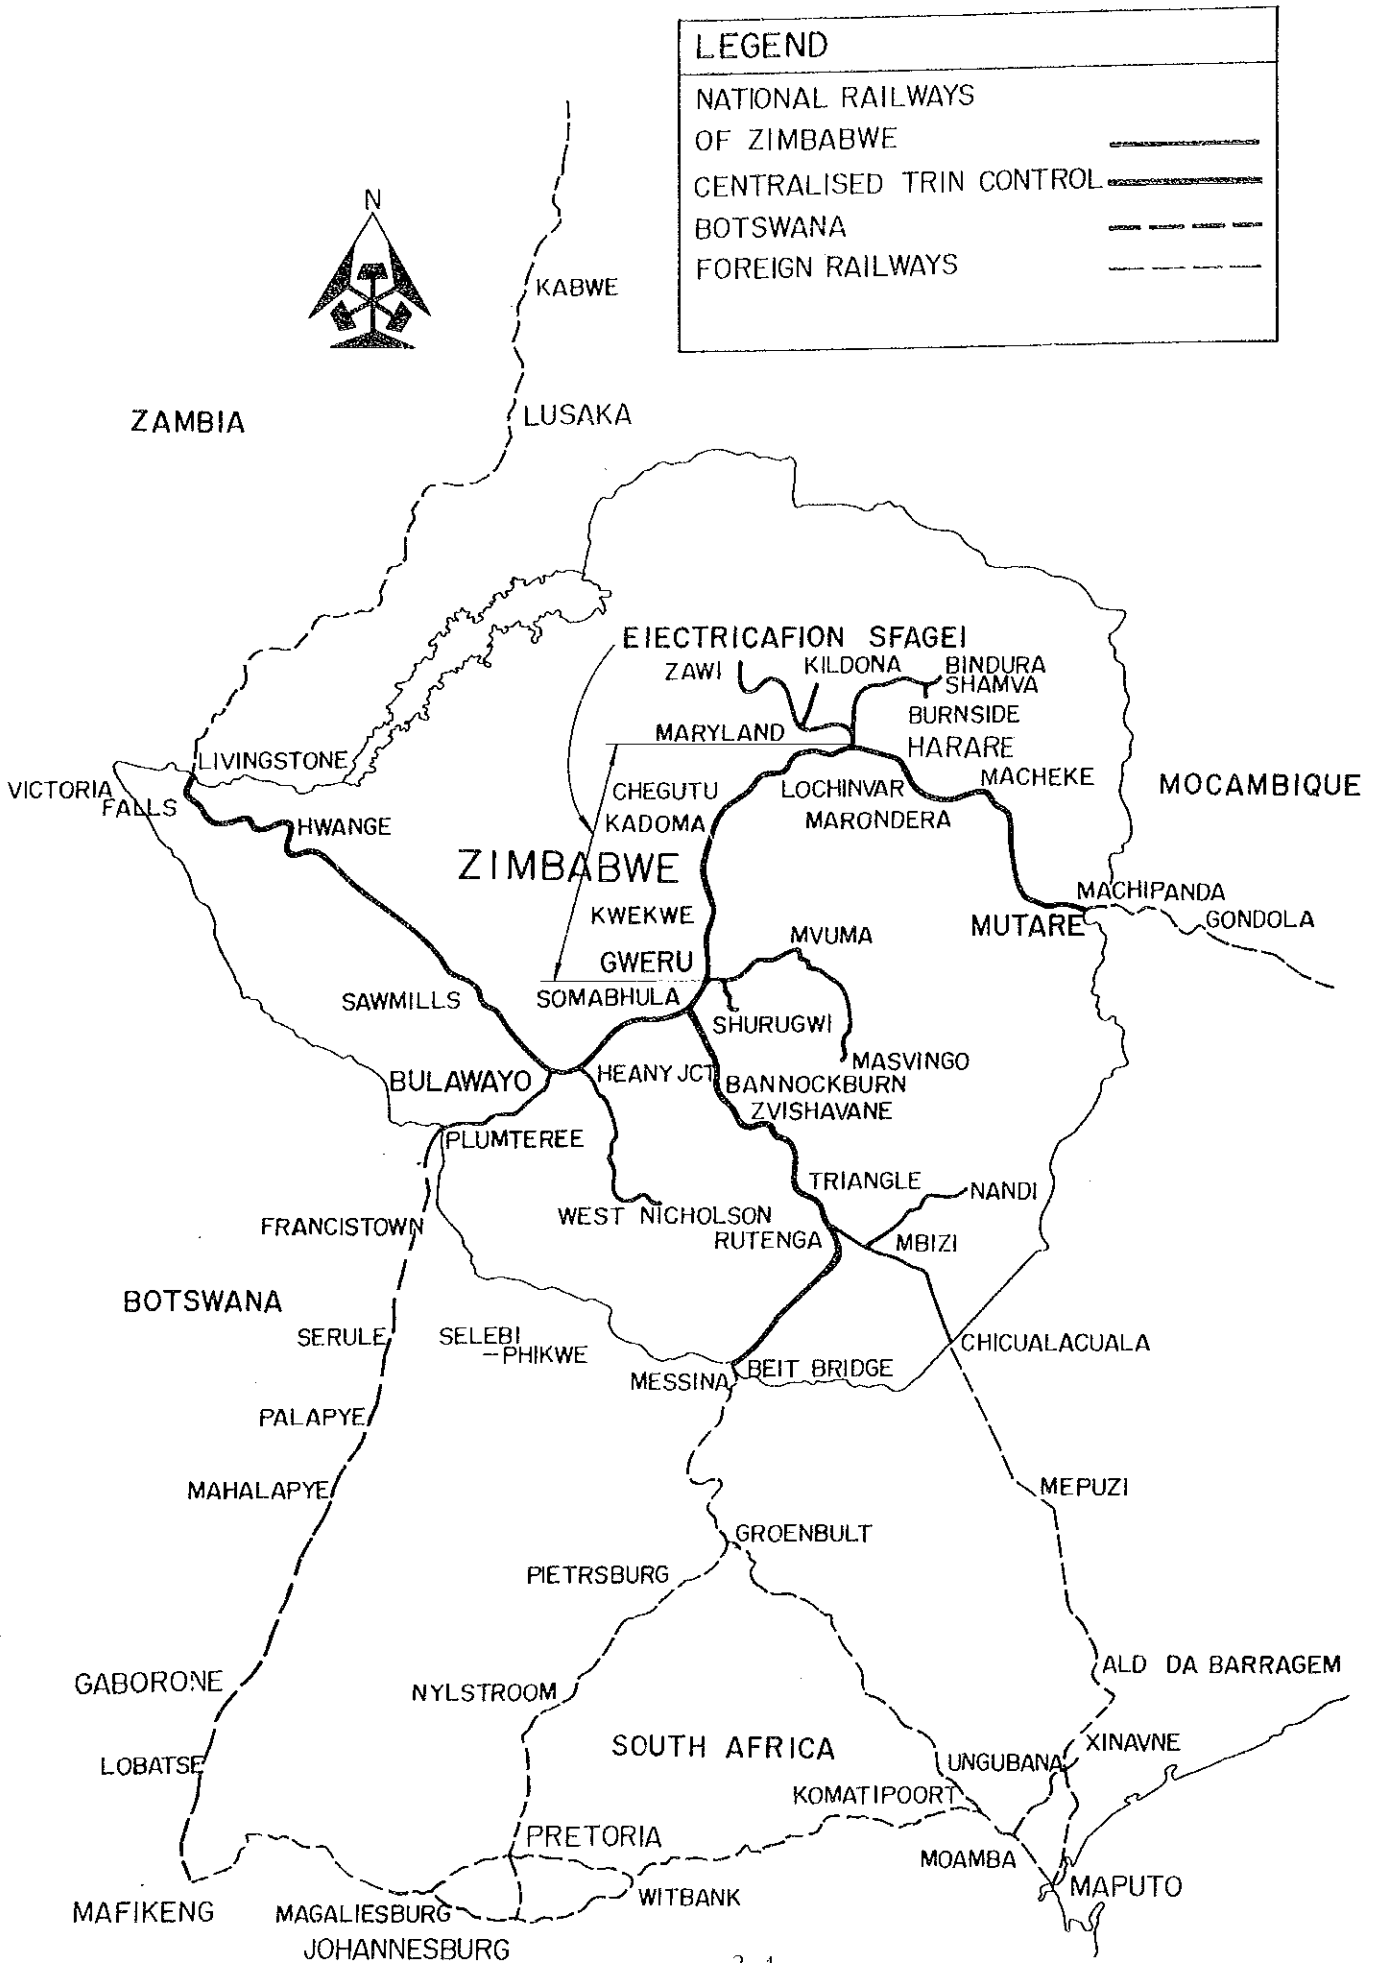 LEGEND
NATIONAL RAILWAYS
OF ZIMBABWE
CENTRALISED TRIN CONTROL
BOTSWANA
FOREIGN RAILWAYS
N
KABWE
ZAMBIA
LUSAKA
EIECTRICAFION SFAGEI
ZAWI
KILDONA
BINDURA
SHAMVA
BURNSIDE
MARYLAND
HARARE
LIVINGSTONE
MACHEKE
MOCAMBIQUE
VICTORIA
FALLS
CHEGUTU
LOCHINVAR
HWANGE
KADOMA
MARONDERA
ZIMBABWE
MACHIPANDA
KWEKWE
GONDOLA
MUTARE
MVUMA
GWERU
SAWMILLS
SOMABHULA
SHURUGWI
MASVINGO
BULAWAYO
HEANY JCT
BANNOCKBURN
ZVISHAVANE
PLUMTEREE
TRIANGLE
NANDI
WEST NICHOLSON
FRANCISTOWN
RUTENGA
MBIZI
BOTSWANA
SERULE
SELEBI
-PHIKWE
CHICUALACUALA
BEIT BRIDGE
MESSINA
PALAPYE
MAHALAPYE
MEPUZI
GROENBULT
PIETRSBURG
ALD DA BARRAGEM
GABORONE
NYLSTROOM
SOUTH AFRICA
XINAVNE
LOBATSE
UNGUBANA
KOMATIPOORT
PRETORIA
MOAMBA
MAPUTO
WITBANK
MAFIKENG
MAGALIESBURG
JOHANNESBURG